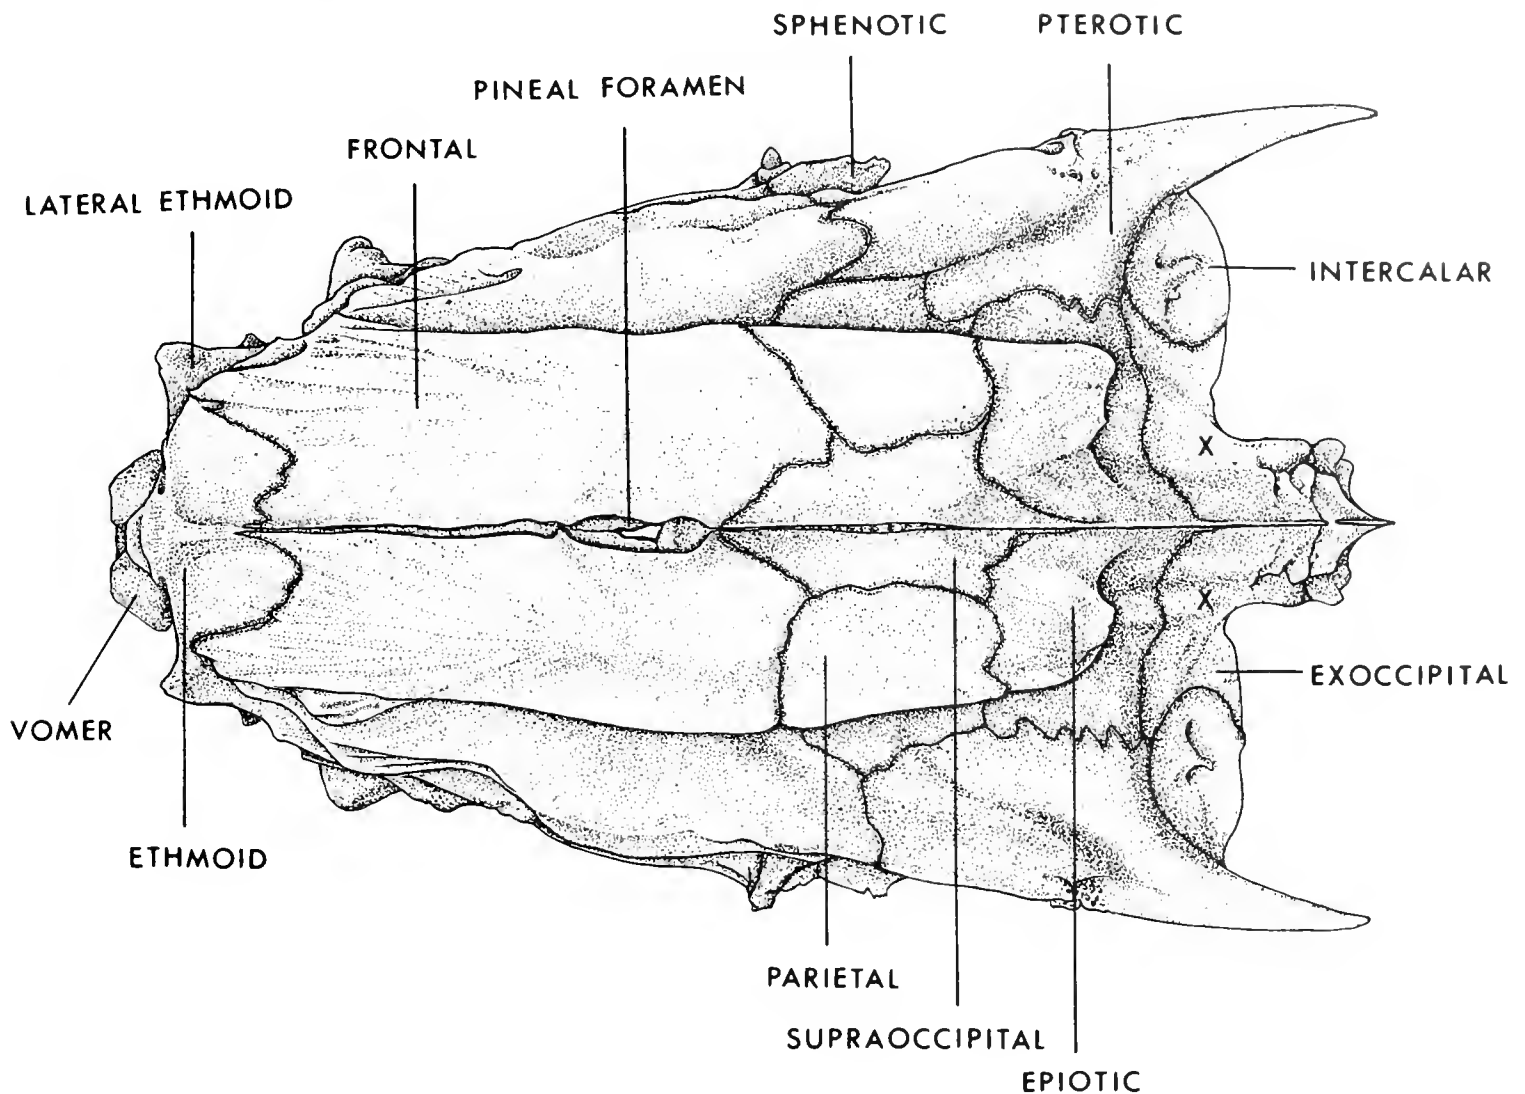 SPHENOTIC
PTEROTIC
PINEAL FORAMEN
FRONTAL
LATERAL ETHMOID
INTERCALAR
X
X
EXOCCIPITAL
VOMER
ETHMOID
PARIETAL
SUPRAOCCIPITAL
EPIOTIC